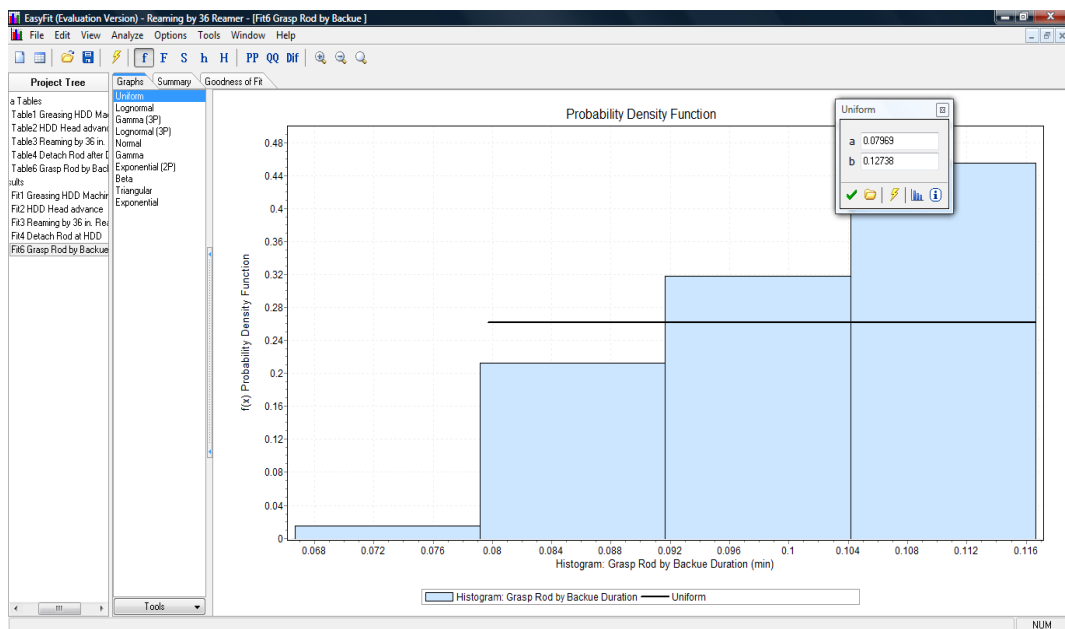 EasyFit (Evaluation Version) - Reaming by 36 Reamer - [Fit6 Grasp Rod by Backue ]
File Edit View Analyze Options Tools Window Help
f F S h H PP QQ Dif
Project Tree
a Tables
Table1 Greasing HDD Ma
Table2 HDD Head advanc
Table3 Reaming by 36 in.
Table4 Detach Rod after D
Table6 Grasp Rod by Bac
sults
Fit1 Greasing HDD Machin
Fit2 HDD Head advance
Fit3 Reaming by 36 in. Rea
Fit4 Detach Rod at HDD
Fit6 Grasp Rod by Backue
Graphs Summary Goodness of Fit
Uniform
Lognormal
Gamma (3P)
Lognormal (3P)
Normal
Gamma
Exponential (2P)
Beta
Triangular
Exponential
Tools
Probability Density Function
f(x) Probability Density Function
0.48
0.44
0.4
0.36
0.32
0.28
0.24
0.2
0.16
0.12
0.08
0.04
0
0.068 0.072 0.076 0.08 0.084 0.088 0.092 0.096 0.1 0.104 0.108 0.112 0.116
Histogram: Grasp Rod by Backue Duration (min)
Histogram: Grasp Rod by Backue Duration Uniform
Uniform
a 0.07969
b 0.12738
NUM